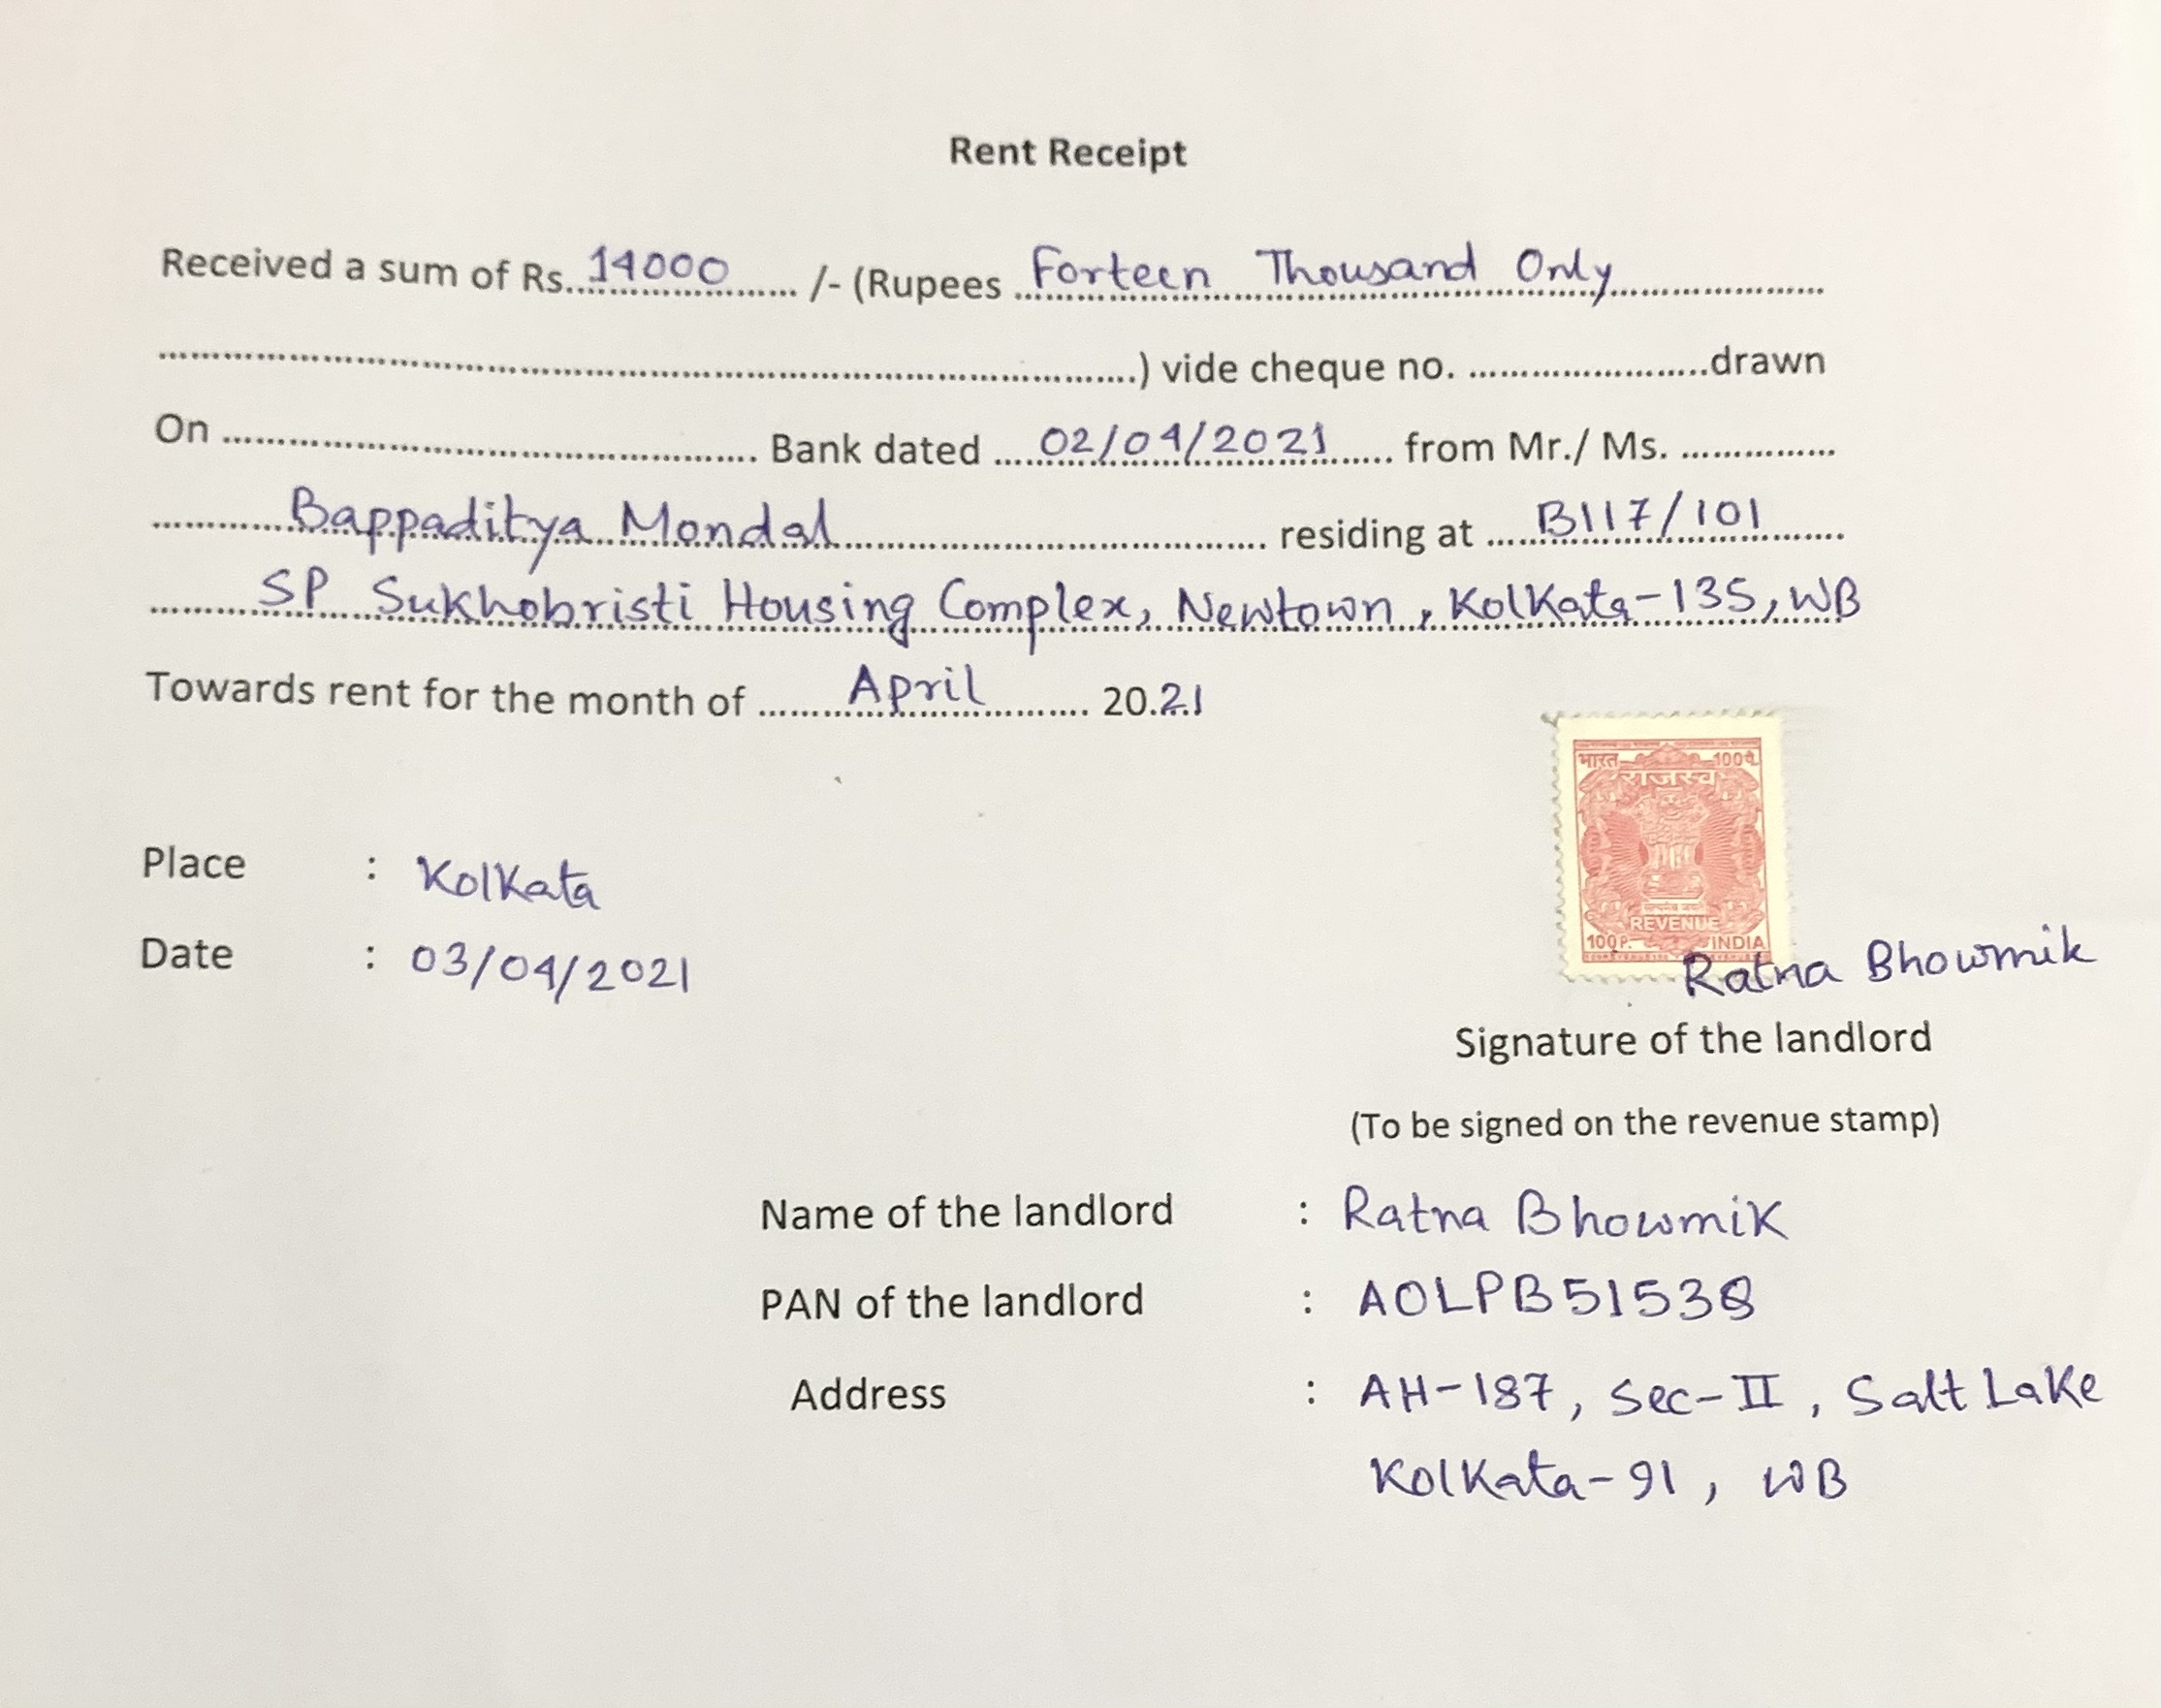 Rent Receipt
Received a sum of Rs. 14000 /- (Rupees Forteen Thousand Only
) vide cheque no. drawn
On Bank dated 02/04/2021 from Mr./ Ms.
Bappaditya Mondal residing at B117/101
SP Sukhobristi Housing Complex, Newtown, Kolkata-135, WB
Towards rent for the month of April 2021
भारत 100पै.
राजस्व
REVENUE
100P. INDIA
Place : Kolkata
Date : 03/04/2021
Ratna Bhowmik
Signature of the landlord
(To be signed on the revenue stamp)
Name of the landlord : Ratna Bhowmik
PAN of the landlord : AOLPB5153Q
Address : AH-187, Sec-II, Salt Lake
Kolkata-91, WB